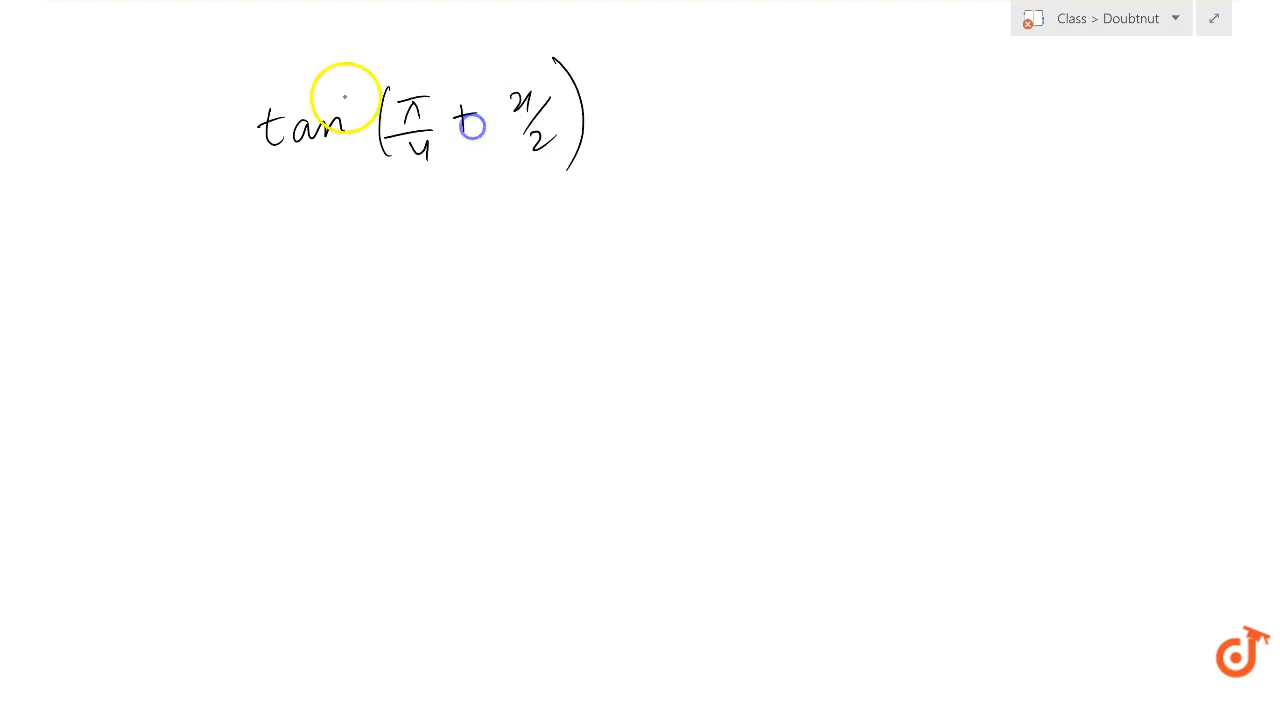 Class > Doubtnut
tan (π/4 + x/2)